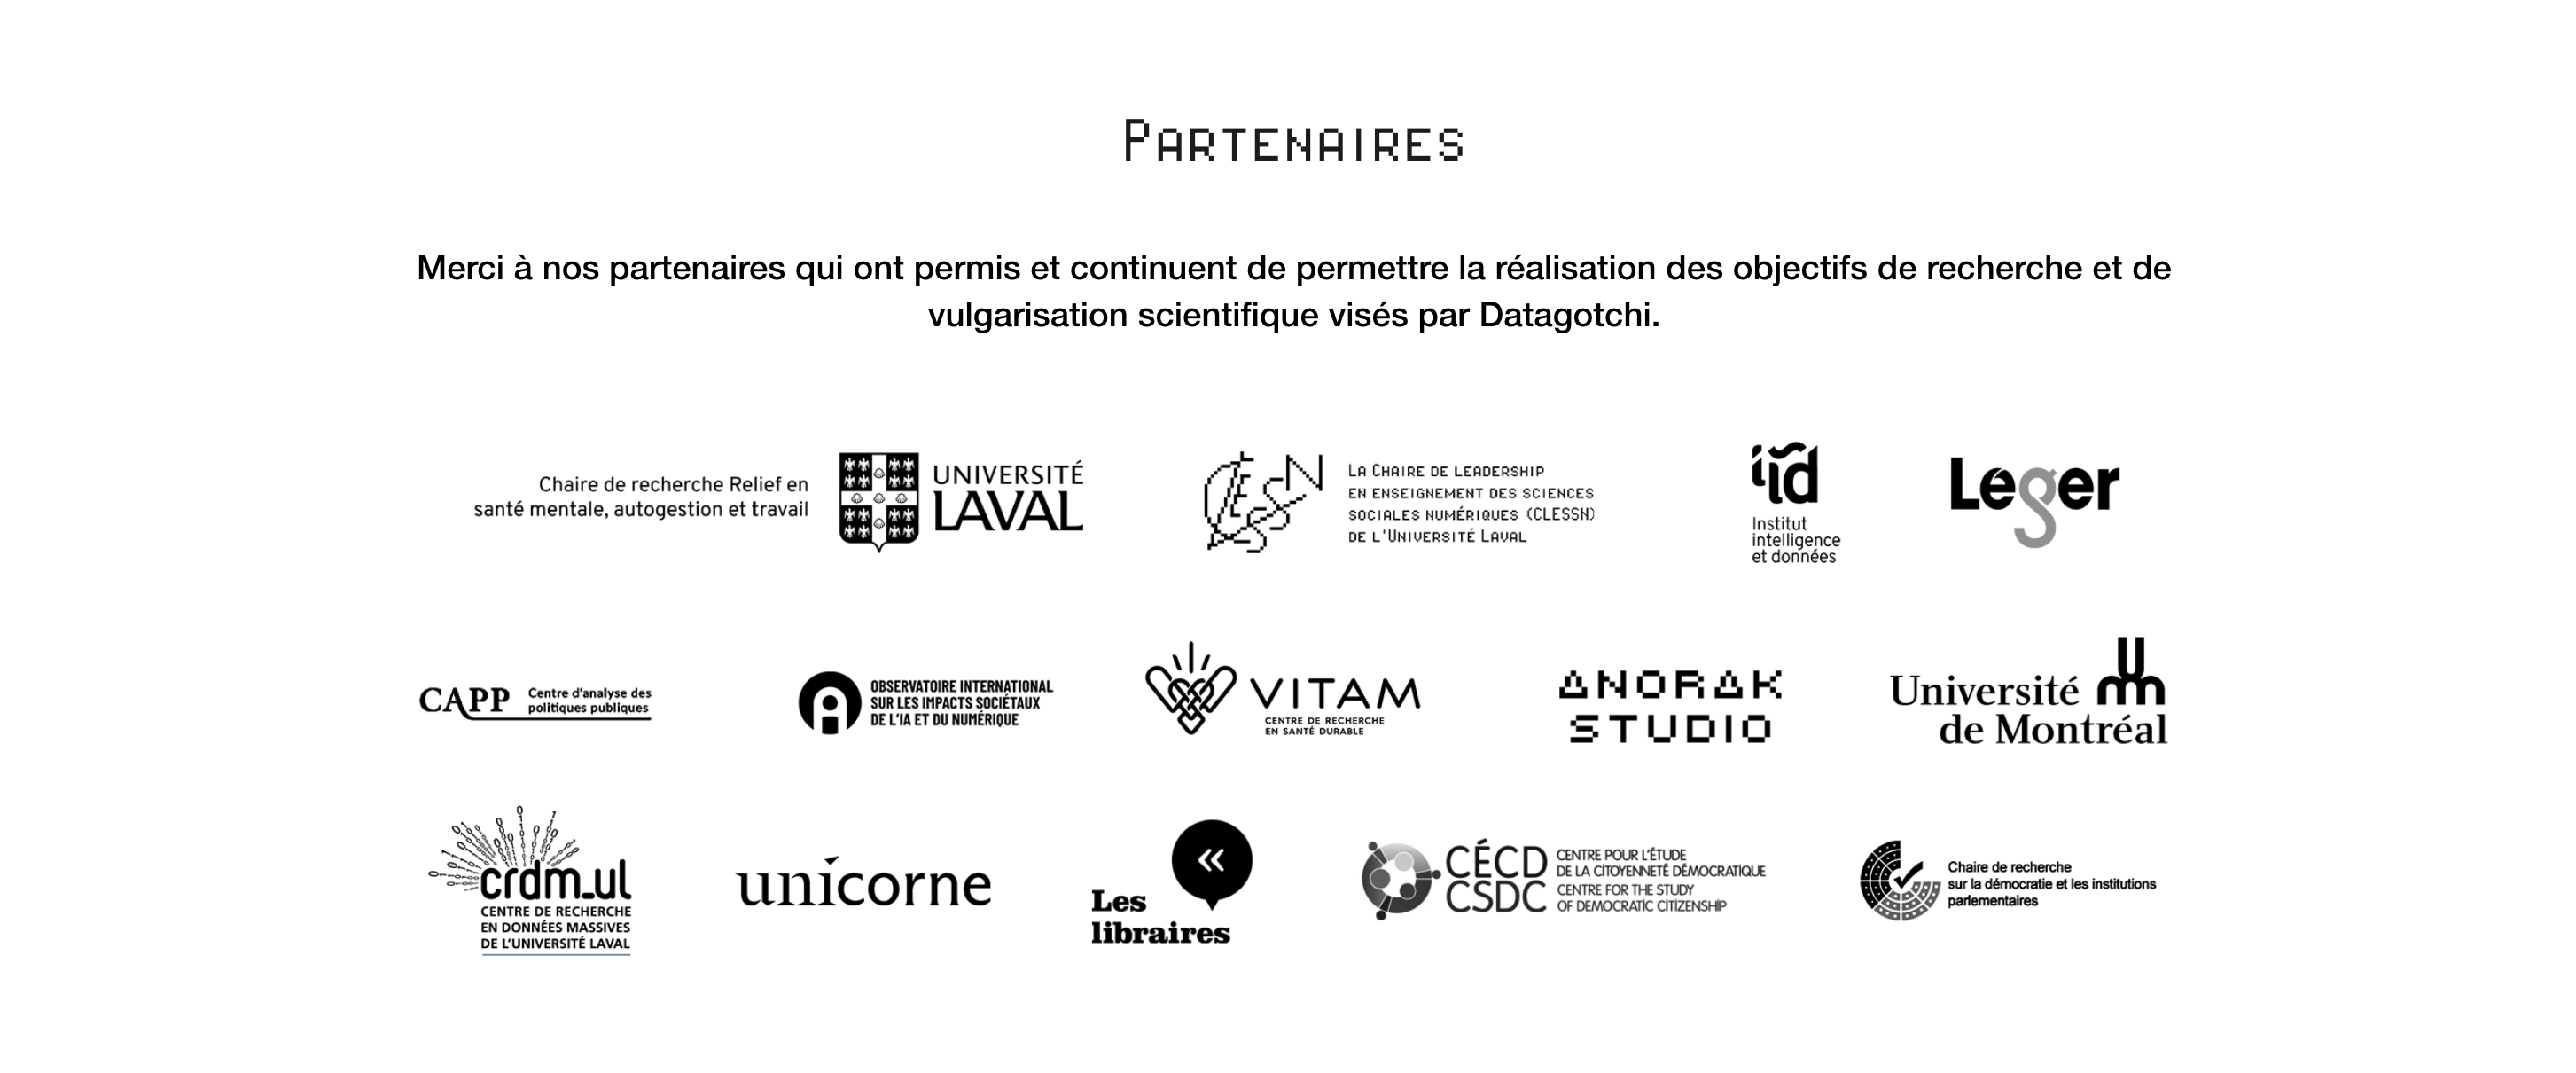 Partenaires
Merci à nos partenaires qui ont permis et continuent de permettre la réalisation des objectifs de recherche et de
vulgarisation scientifique visés par Datagotchi.
Chaire de recherche Relief en
santé mentale, autogestion et travail
UNIVERSITÉ
LAVAL
CLESSN
La Chaire de leadership
en enseignement des sciences
sociales numériques (CLESSN)
de l'Université Laval
iid
Institut
intelligence
et données
Léger
CAPP
Centre d'analyse des
politiques publiques
OBSERVATOIRE INTERNATIONAL
SUR LES IMPACTS SOCIÉTAUX
DE L'IA ET DU NUMÉRIQUE
VITAM
CENTRE DE RECHERCHE
EN SANTÉ DURABLE
ANORAK
STUDIO
Université
de Montréal
crdm_ul
CENTRE DE RECHERCHE
EN DONNÉES MASSIVES
DE L'UNIVERSITÉ LAVAL
unicorne
Les
libraires
CÉCD
CSDC
CENTRE POUR L'ÉTUDE
DE LA CITOYENNETÉ DÉMOCRATIQUE
CENTRE FOR THE STUDY
OF DEMOCRATIC CITIZENSHIP
Chaire de recherche
sur la démocratie et les institutions
parlementaires